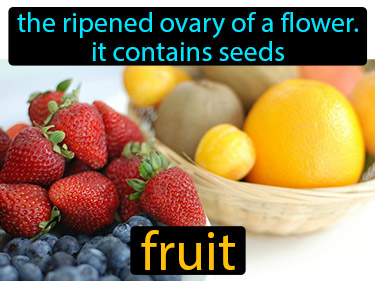 the ripened ovary of a flower.
it contains seeds
fruit